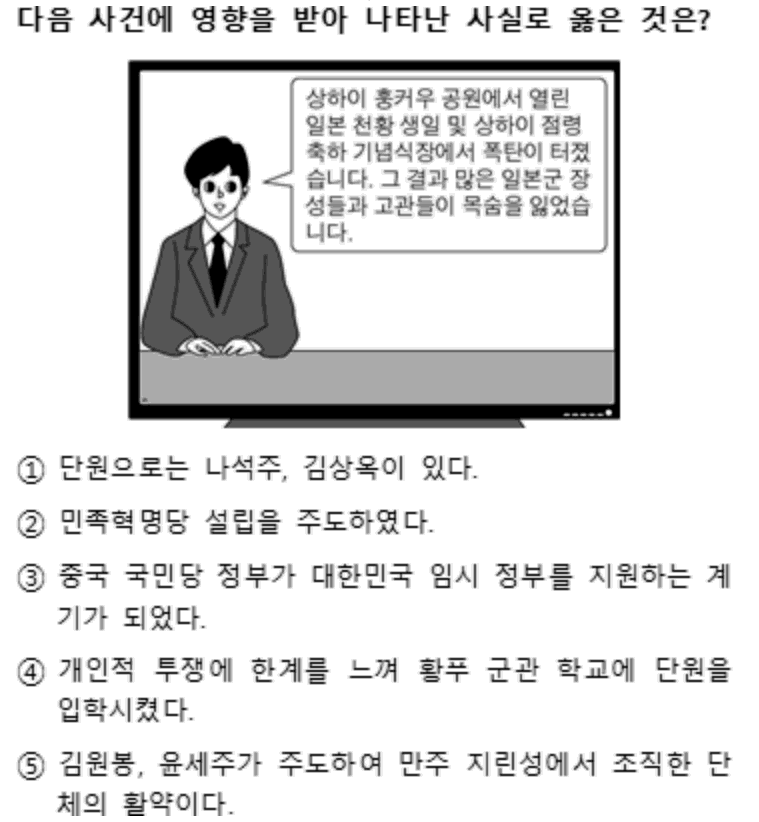 다음 사건에 영향을 받아 나타난 사실로 옳은 것은?
상하이 훙커우 공원에서 열린
일본 천황 생일 및 상하이 점령
축하 기념식장에서 폭탄이 터졌
습니다. 그 결과 많은 일본군 장
성들과 고관들이 목숨을 잃었습
니다.
① 단원으로는 나석주, 김상옥이 있다.
② 민족혁명당 설립을 주도하였다.
③ 중국 국민당 정부가 대한민국 임시 정부를 지원하는 계
기가 되었다.
④ 개인적 투쟁에 한계를 느껴 황푸 군관 학교에 단원을
입학시켰다.
⑤ 김원봉, 윤세주가 주도하여 만주 지린성에서 조직한 단
체의 활약이다.